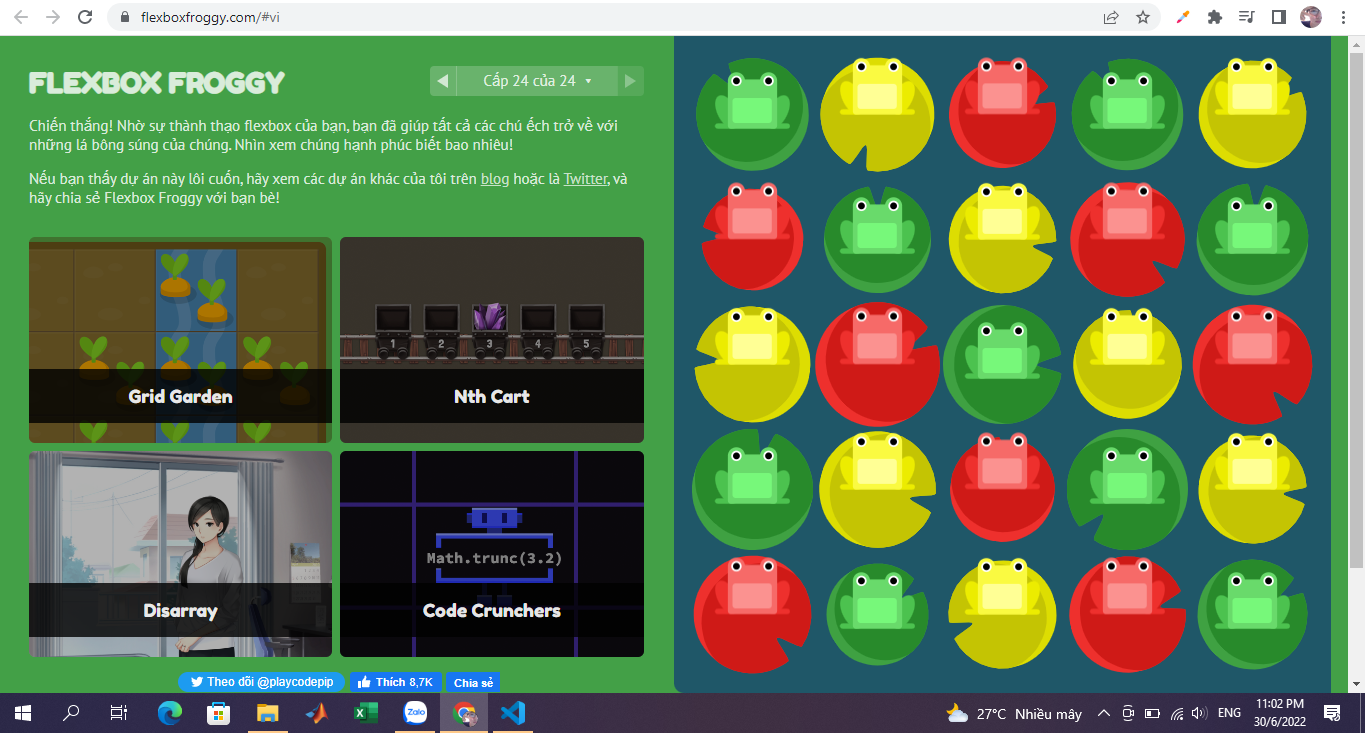 flexboxfroggy.com/#vi
FLEXBOX FROGGY
Cấp 24 của 24
Chiến thắng! Nhờ sự thành thạo flexbox của bạn, bạn đã giúp tất cả các chú ếch trở về với
những lá bông súng của chúng. Nhìn xem chúng hạnh phúc biết bao nhiêu!
Nếu bạn thấy dự án này lôi cuốn, hãy xem các dự án khác của tôi trên blog hoặc là Twitter, và
hãy chia sẻ Flexbox Froggy với bạn bè!
Grid Garden
1 2 3 4 5
Nth Cart
Disarray
Math.trunc(3.2)
Code Crunchers
Theo dõi @playcodepip
Thích 8,7K
Chia sẻ
Zalo
27°C Nhiều mây
ENG
11:02 PM
30/6/2022